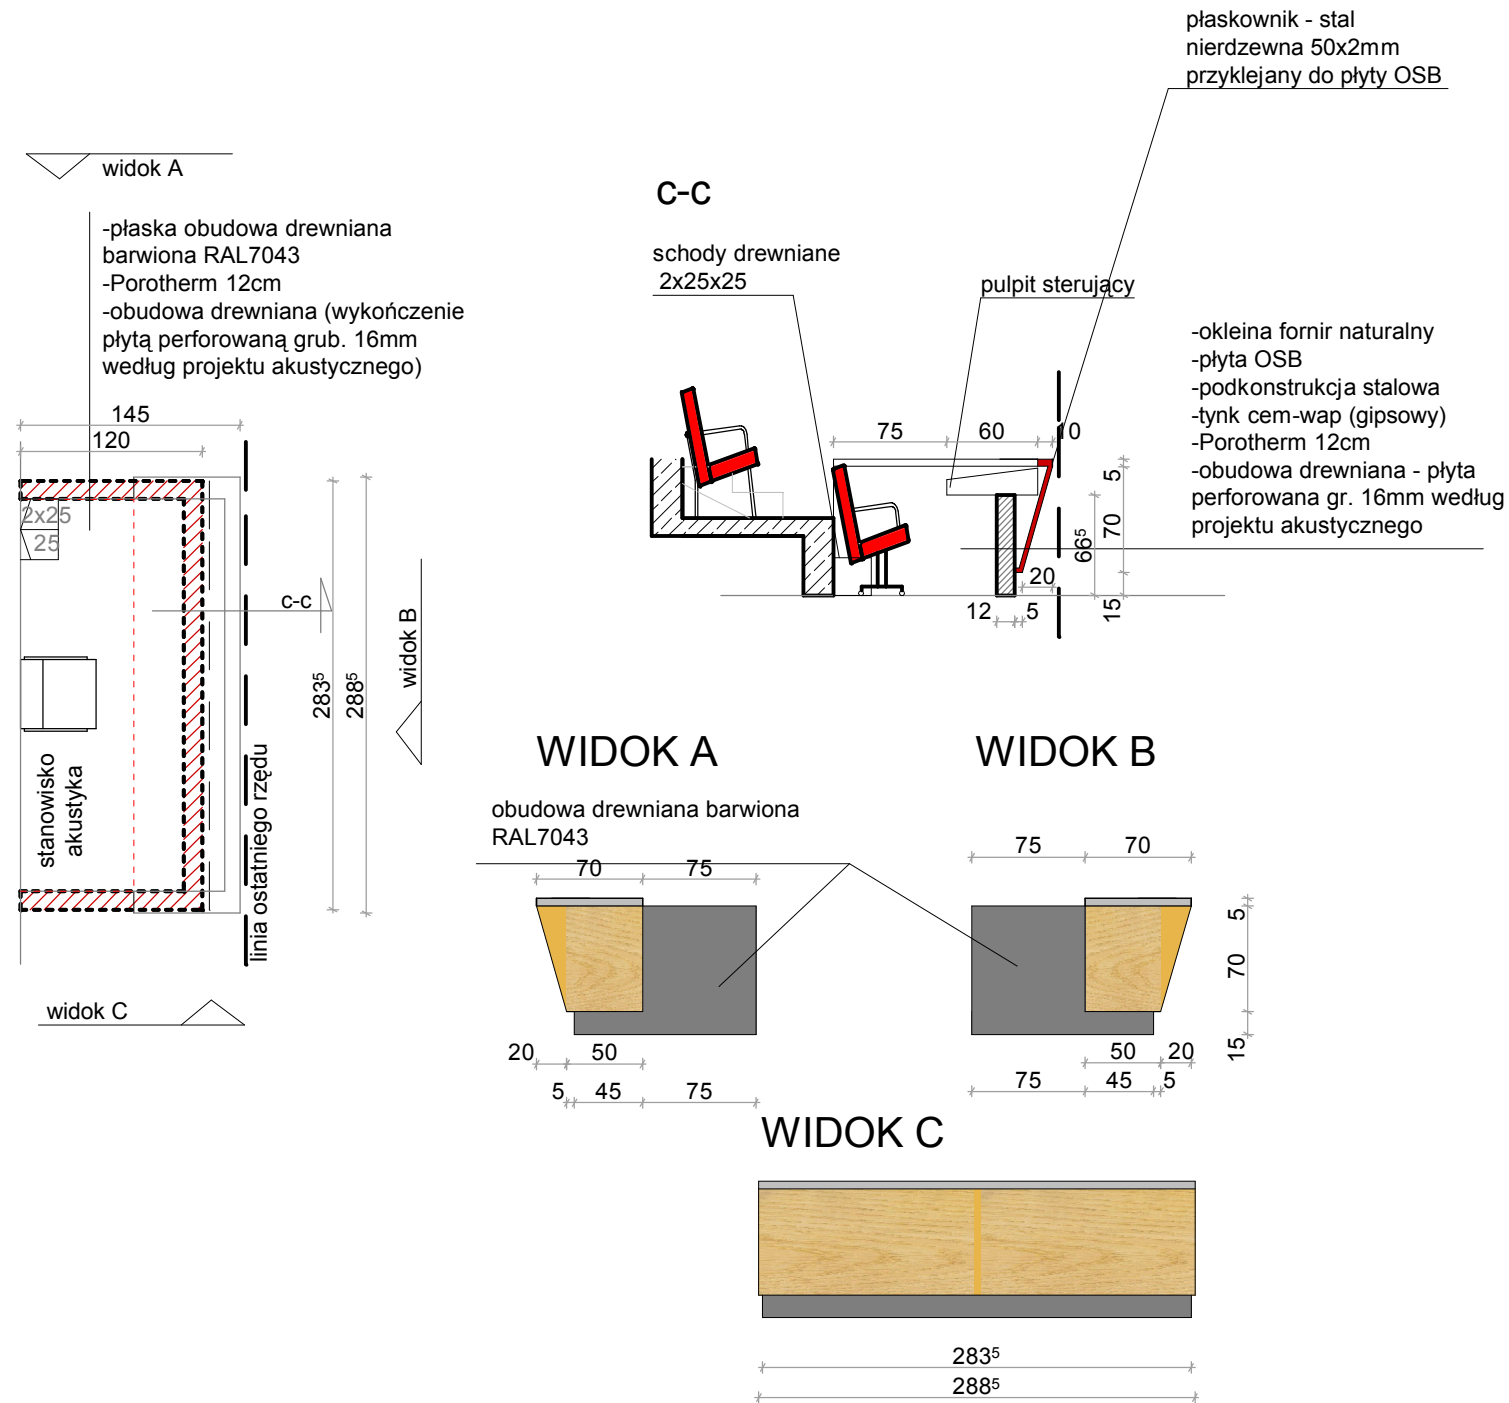 płaskownik - stal
nierdzewna 50x2mm
przyklejany do płyty OSB
widok A
-płaska obudowa drewniana
barwiona RAL7043
-Porotherm 12cm
-obudowa drewniana (wykończenie
płytą perforowaną grub. 16mm
według projektu akustycznego)
145
120
2x25
25
c-c
283⁵
288⁵
widok B
stanowisko
akustyka
linia ostatniego rzędu
widok C
c-c
schody drewniane
2x25x25
pulpit sterujący
-okleina fornir naturalny
-płyta OSB
-podkonstrukcja stalowa
-tynk cem-wap (gipsowy)
-Porotherm 12cm
-obudowa drewniana - płyta
perforowana gr. 16mm według
projektu akustycznego
75
60
10
5
70
66⁵
20
12
5
15
WIDOK A
WIDOK B
obudowa drewniana barwiona
RAL7043
70
75
20
50
5
45
75
75
70
5
70
15
50
20
75
45
5
WIDOK C
283⁵
288⁵